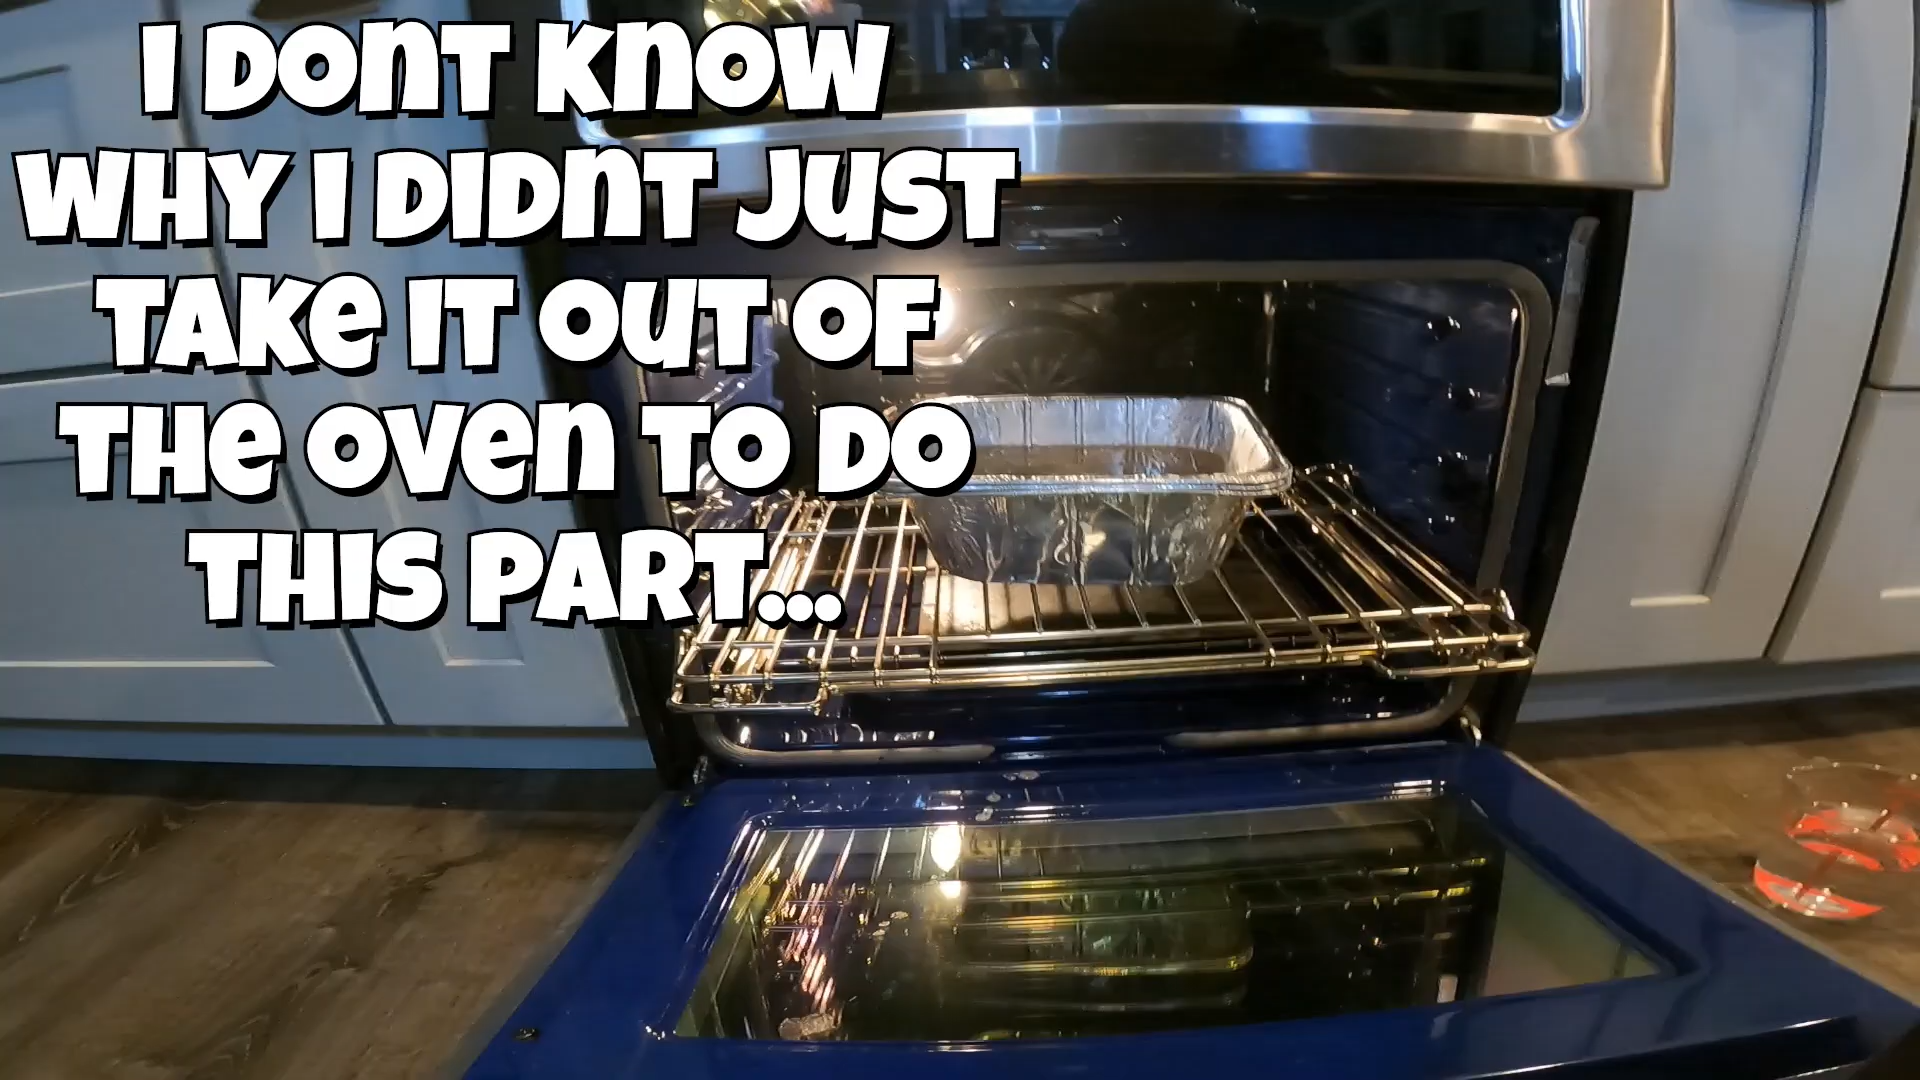 I DONT KNOW
WHY I DIDNT JUST
TAKE IT OUT OF
THE OVEN TO DO
THIS PART...